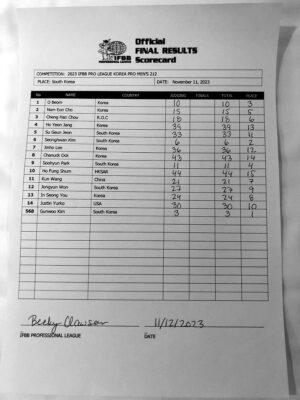 Official
FINAL RESULTS
Scorecard
IFBB
PROFESSIONAL LEAGUE
COMPETITION: 2023 IFBB PRO LEAGUE KOREA PRO MEN'S 212
PLACE: South Korea DATE: November 11, 2023
No NAME COUNTRY JUDGING FINALS TOTAL PLACE
1 O Beom Korea 10 10 3
2 Nam Eun Cho Korea 15 15 5
3 Cheng Hao Chou R.O.C 18 18 6
4 Ho Yeon Jang Korea 39 39 13
5 Su Geun Jeon South Korea 33 33 11
6 Seonghwan Kim South Korea 6 6 2
7 Jinho Lee Korea 36 36 12
8 Chanuck Ock Korea 43 43 14
9 Soohyun Park South Korea 11 11 4
10 Ho Fung Shum HKSAR 44 44 15
11 Kun Wang China 21 21 7
12 Jongyun Won South Korea 27 27 9
13 In Seong You Korea 24 24 8
14 Justin Yurko USA 30 30 10
568 Gunwoo Kim South Korea 3 3 1
Becky Clawson 11/12/2023
IFBB PROFESSIONAL LEAGUE DATE